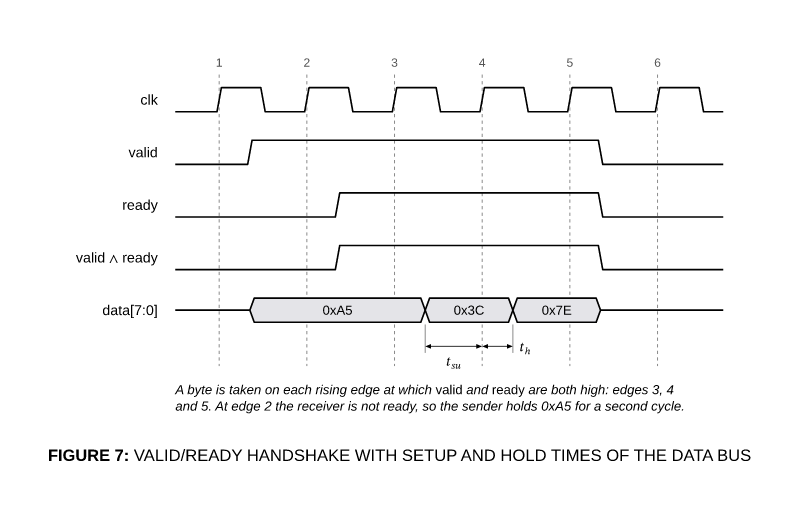 1 2 3 4 5 6
clk
valid
ready
valid ∧ ready
data[7:0] 0xA5 0x3C 0x7E
tsu th
A byte is taken on each rising edge at which valid and ready are both high: edges 3, 4
and 5. At edge 2 the receiver is not ready, so the sender holds 0xA5 for a second cycle.
FIGURE 7: VALID/READY HANDSHAKE WITH SETUP AND HOLD TIMES OF THE DATA BUS